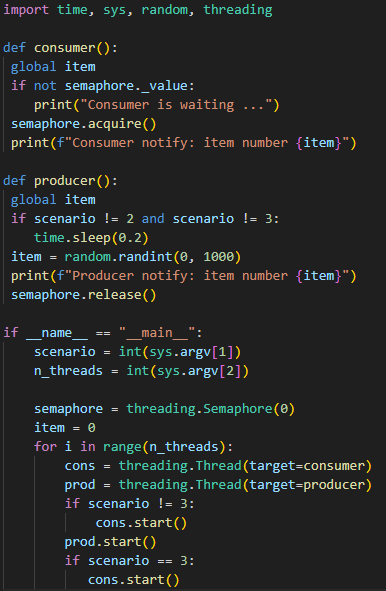 import time, sys, random, threading

def consumer():
 global item
 if not semaphore._value:
    print("Consumer is waiting ...")
 semaphore.acquire()
 print(f"Consumer notify: item number {item}")

def producer():
 global item
 if scenario != 2 and scenario != 3:
    time.sleep(0.2)
 item = random.randint(0, 1000)
 print(f"Producer notify: item number {item}")
 semaphore.release()

if __name__ == "__main__":
    scenario = int(sys.argv[1])
    n_threads = int(sys.argv[2])

    semaphore = threading.Semaphore(0)
    item = 0
    for i in range(n_threads):
        cons = threading.Thread(target=consumer)
        prod = threading.Thread(target=producer)
        if scenario != 3:
            cons.start()
        prod.start()
        if scenario == 3:
           cons.start()